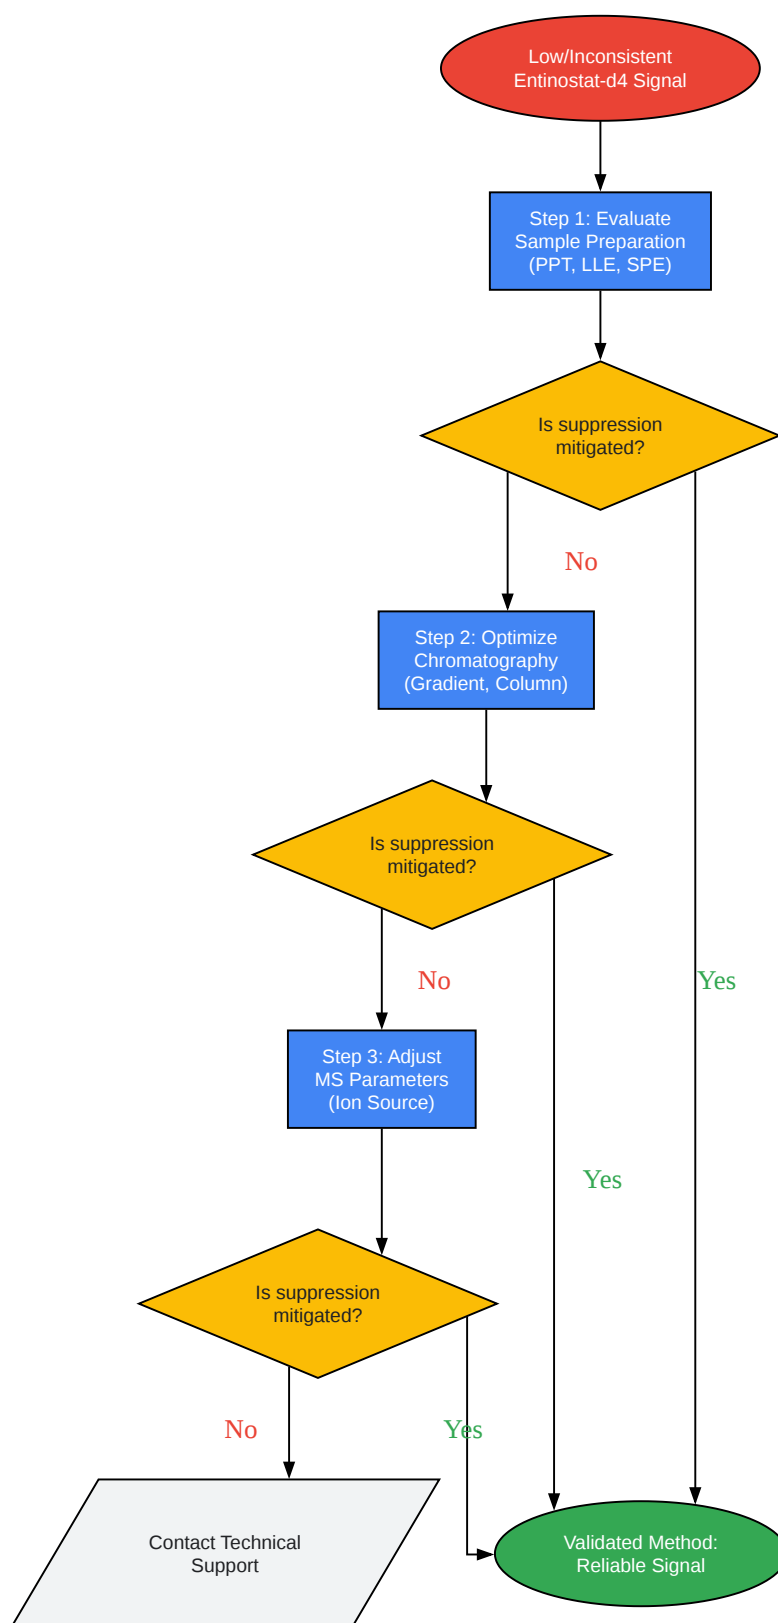 Low/Inconsistent
Entinostat-d4 Signal
Step 1: Evaluate
Sample Preparation
(PPT, LLE, SPE)
Is suppression
mitigated?
No
Step 2: Optimize
Chromatography
(Gradient, Column)
Is suppression
mitigated?
No
Yes
Step 3: Adjust
MS Parameters
(Ion Source)
Yes
Is suppression
mitigated?
No
Yes
Contact Technical
Support
Validated Method:
Reliable Signal